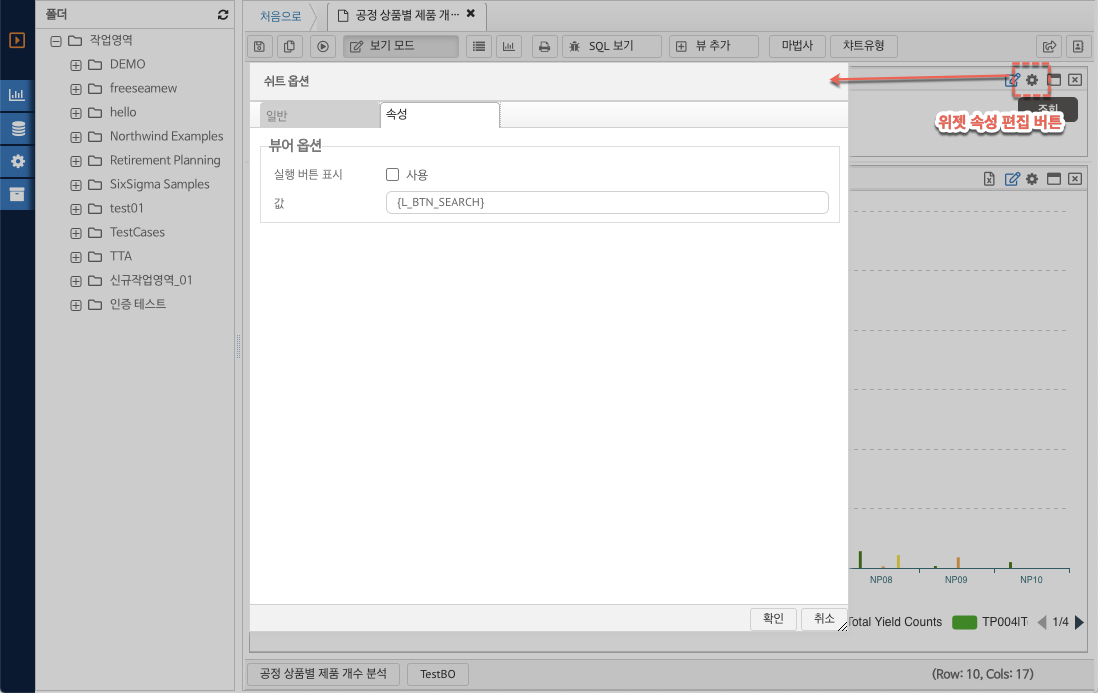 폴더
처음으로
공정 상품별 제품 개···
보기 모드
SQL 보기
뷰 추가
마법사
챠트유형
작업영역
DEMO
freeseamew
hello
Northwind Examples
Retirement Planning
SixSigma Samples
test01
TestCases
TTA
신규작업영역_01
인증 테스트
쉬트 옵션
일반
속성
뷰어 옵션
실행 버튼 표시
사용
값
{L_BTN_SEARCH}
조회
위젯 속성 편집 버튼
NP08
NP09
NP10
확인
취소
Total Yield Counts
TP004IT
1/4
공정 상품별 제품 개수 분석
TestBO
(Row: 10, Cols: 17)